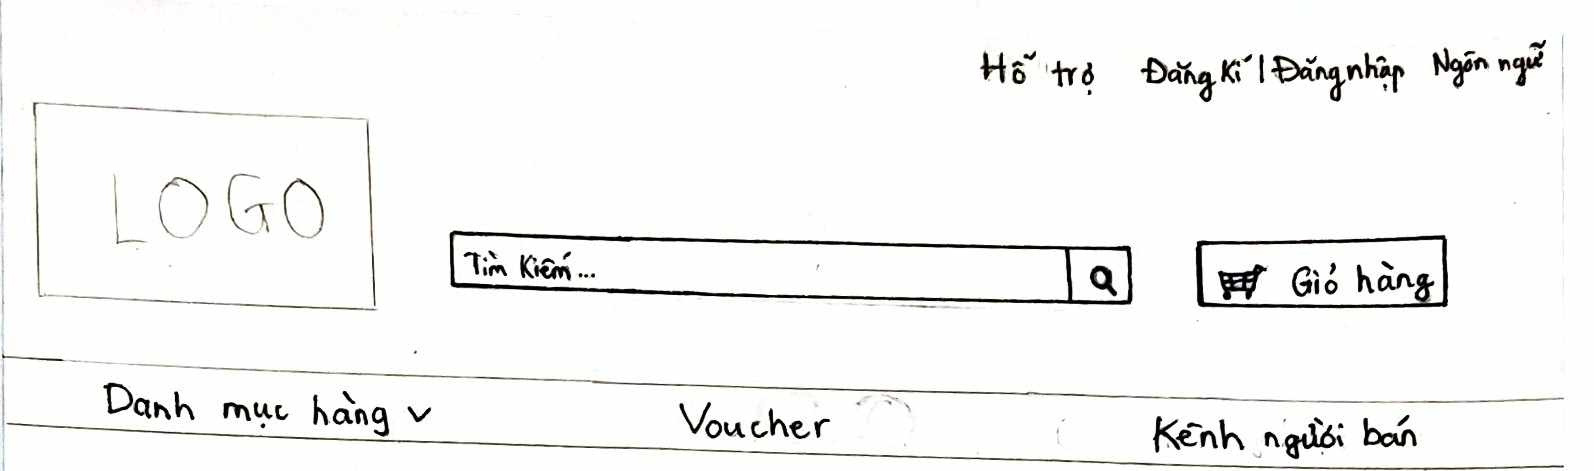 Hỗ trợ Đăng kí | Đăng nhập Ngôn ngữ
LOGO
Tìm kiếm...
Giỏ hàng
Danh mục hàng v
Voucher
Kênh người bán